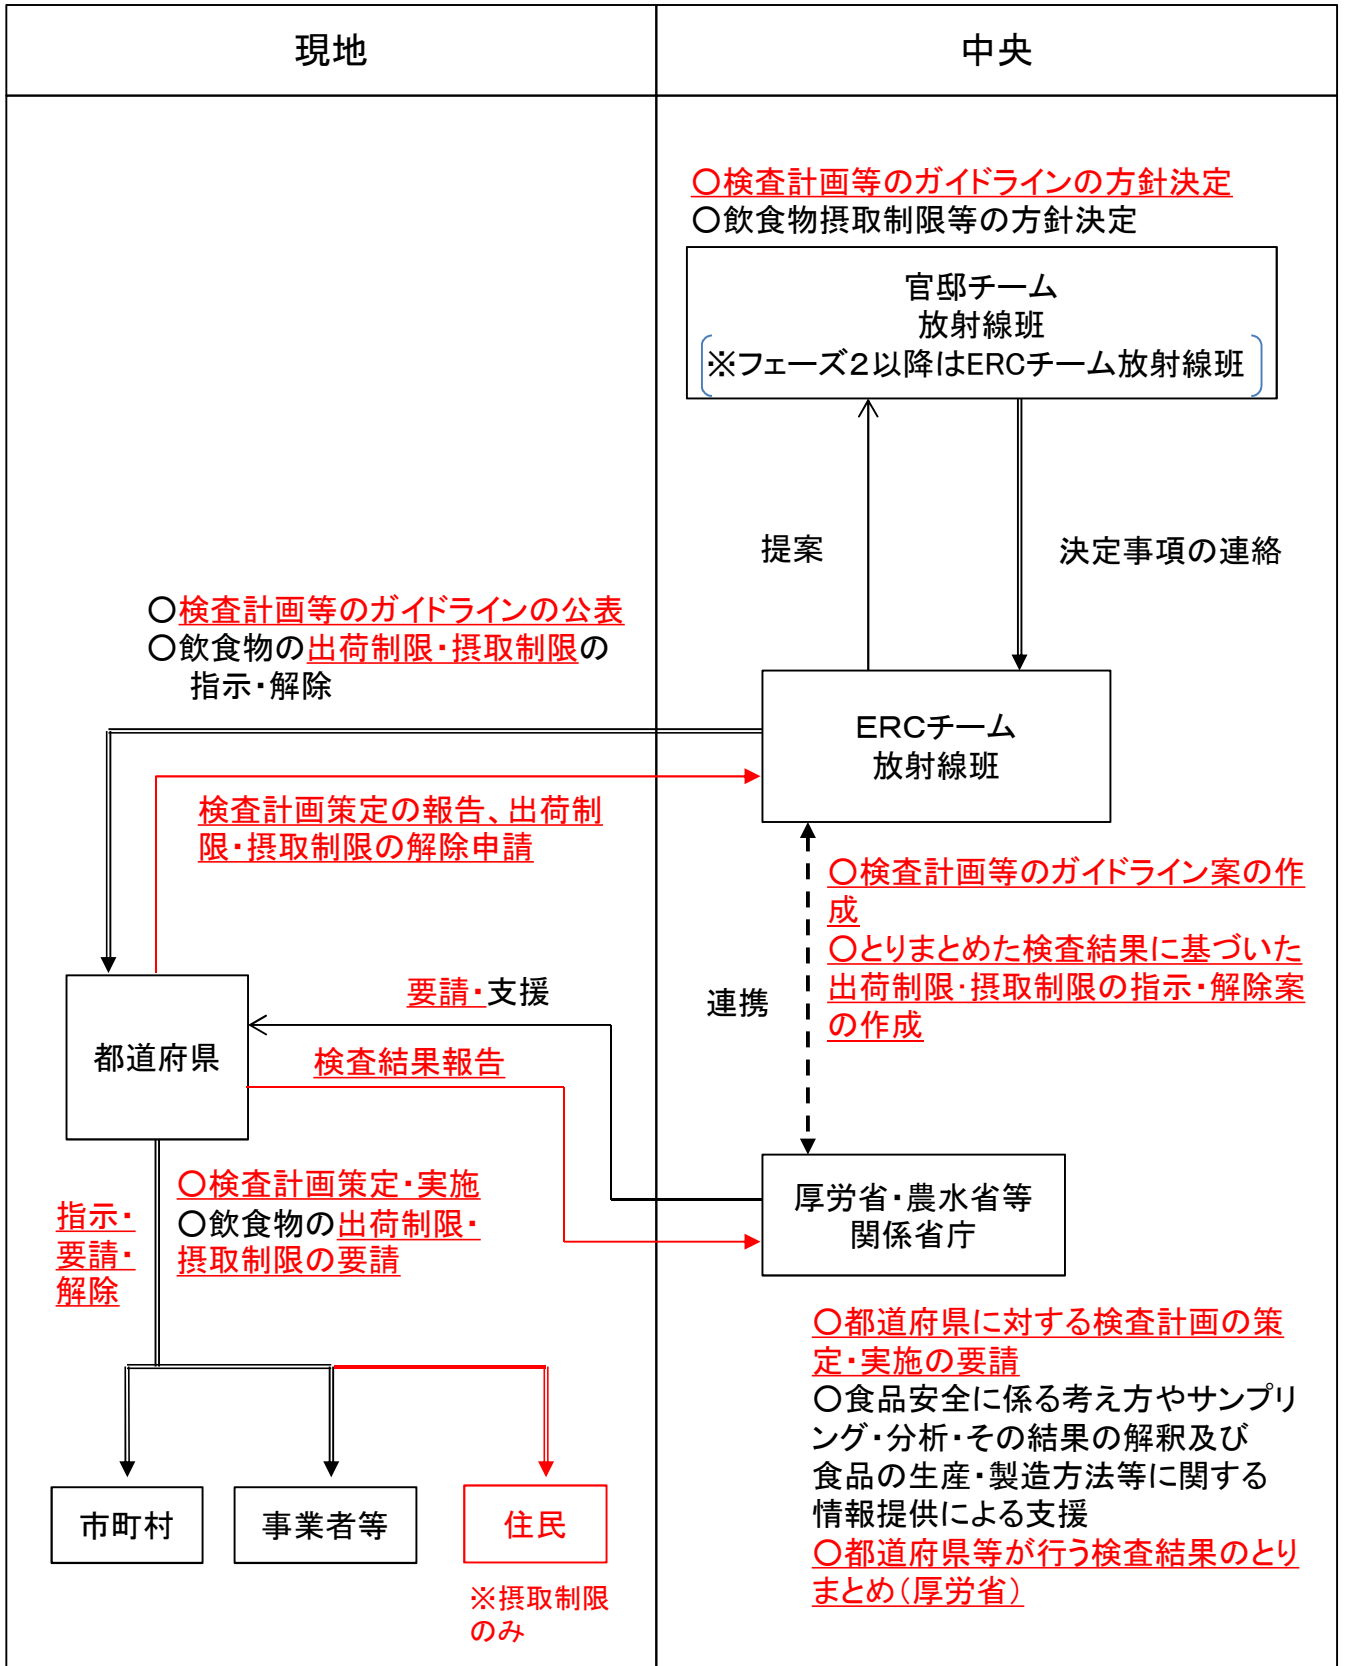 現地
中央
○検査計画等のガイドラインの方針決定
○飲食物摂取制限等の方針決定
官邸チーム
放射線班
※フェーズ２以降はERCチーム放射線班
提案
決定事項の連絡
○検査計画等のガイドラインの公表
○飲食物の出荷制限・摂取制限の
指示・解除
ERCチーム
放射線班
検査計画策定の報告、出荷制
限・摂取制限の解除申請
○検査計画等のガイドライン案の作
成
○とりまとめた検査結果に基づいた
出荷制限・摂取制限の指示・解除案
の作成
連携
要請・支援
都道府県
検査結果報告
厚労省・農水省等
関係省庁
○検査計画策定・実施
○飲食物の出荷制限・
摂取制限の要請
指示・
要請・
解除
○都道府県に対する検査計画の策
定・実施の要請
○食品安全に係る考え方やサンプリ
ング・分析・その結果の解釈及び
食品の生産・製造方法等に関する
情報提供による支援
○都道府県等が行う検査結果のとり
まとめ（厚労省）
市町村
事業者等
住民
※摂取制限
のみ